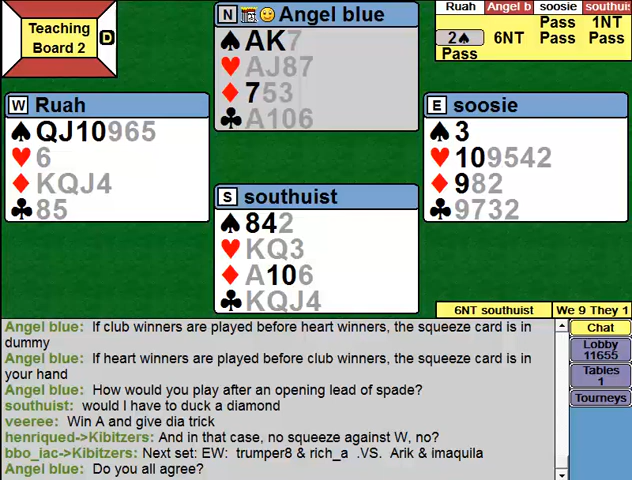 Teaching
Board 2
D
N Angel blue
♠ AK7
♥ AJ87
♦ 753
♣ A106
Ruah Angel b soosie southuis
Pass 1NT
2♠ 6NT Pass Pass
Pass
W Ruah
♠ QJ10965
♥ 6
♦ KQJ4
♣ 85
E soosie
♠ 3
♥ 109542
♦ 982
♣ 9732
S southuist
♠ 842
♥ KQ3
♦ A106
♣ KQJ4
6NT southuist We 9 They 1
Angel blue: If club winners are played before heart winners, the squeeze card is in
dummy
Angel blue: If heart winners are played before club winners, the squeeze card is in
your hand
Angel blue: How would you play after an opening lead of spade?
southuist: would I have to duck a diamond
veeree: Win A and give dia trick
henriqued->Kibitzers: And in that case, no squeeze against W, no?
bbo_iac->Kibitzers: Next set: EW: trumper8 & rich_a .VS. Arik & imaquila
Angel blue: Do you all agree?
Chat
Lobby
11655
Tables
1
Tourneys